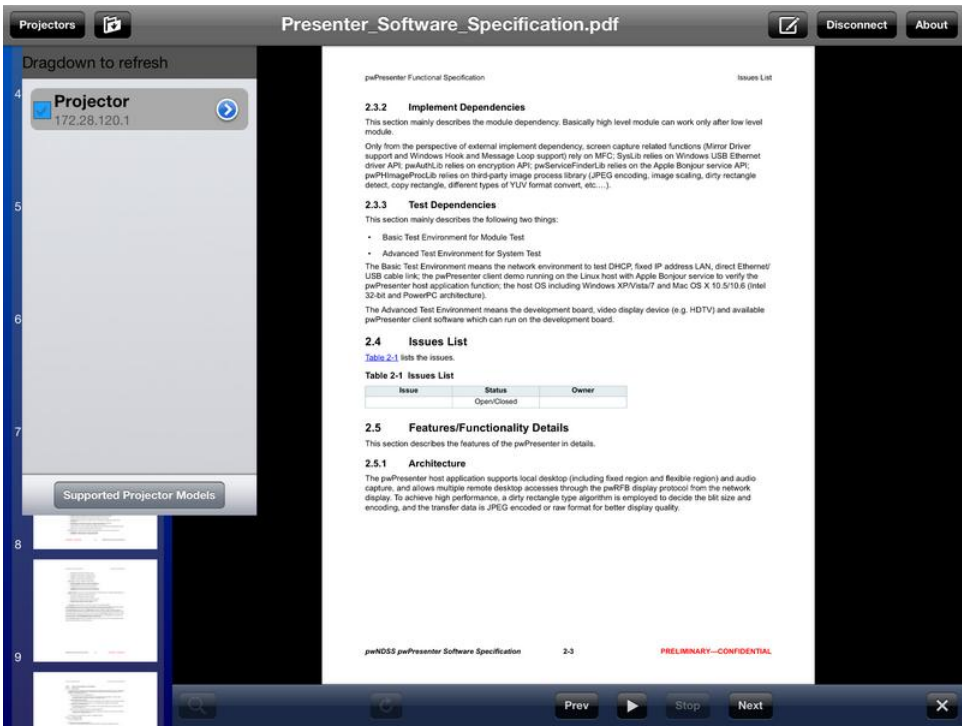 Projectors
Presenter_Software_Specification.pdf
Disconnect
About
Dragdown to refresh
Projector
172.28.120.1
4
5
6
7
Supported Projector Models
8
9
pwPresenter Functional Specification
Issues List
2.3.2 Implement Dependencies
This section mainly describes the module dependency. Basically high level module can work only after low level
module.
Only from the perspective of external implement dependency, screen capture related functions (Mirror Driver
support and Windows Hook and Message Loop support) rely on MFC; SysLib relies on Windows USB Ethernet
driver API; pwAuthLib relies on encryption API; pwServiceFinderLib relies on the Apple Bonjour service API;
pwPHImageProcLib relies on third-party image process library (JPEG encoding, image scaling, dirty rectangle
detect, copy rectangle, different types of YUV format convert, etc....).
2.3.3 Test Dependencies
This section mainly describes the following two things:
• Basic Test Environment for Module Test
• Advanced Test Environment for System Test
The Basic Test Environment means the network environment to test DHCP, fixed IP address LAN, direct Ethernet/
USB cable link; the pwPresenter client demo running on the Linux host with Apple Bonjour service to verify the
pwPresenter host application function; the host OS including Windows XP/Vista/7 and Mac OS X 10.5/10.6 (Intel
32-bit and PowerPC architecture).
The Advanced Test Environment means the development board, video display device (e.g. HDTV) and available
pwPresenter client software which can run on the development board.
2.4 Issues List
Table 2-1 lists the issues.
Table 2-1 Issues List
Issue Status Owner
Open/Closed
2.5 Features/Functionality Details
This section describes the features of the pwPresenter in details.
2.5.1 Architecture
The pwPresenter host application supports local desktop (including fixed region and flexible region) and audio
capture, and allows multiple remote desktop accesses through the pwRFB display protocol from the network
display. To achieve high performance, a dirty rectangle type algorithm is employed to decide the blit size and
encoding, and the transfer data is JPEG encoded or raw format for better display quality.
pwNDSS pwPresenter Software Specification
2-3
PRELIMINARY—CONFIDENTIAL
Prev
Stop
Next